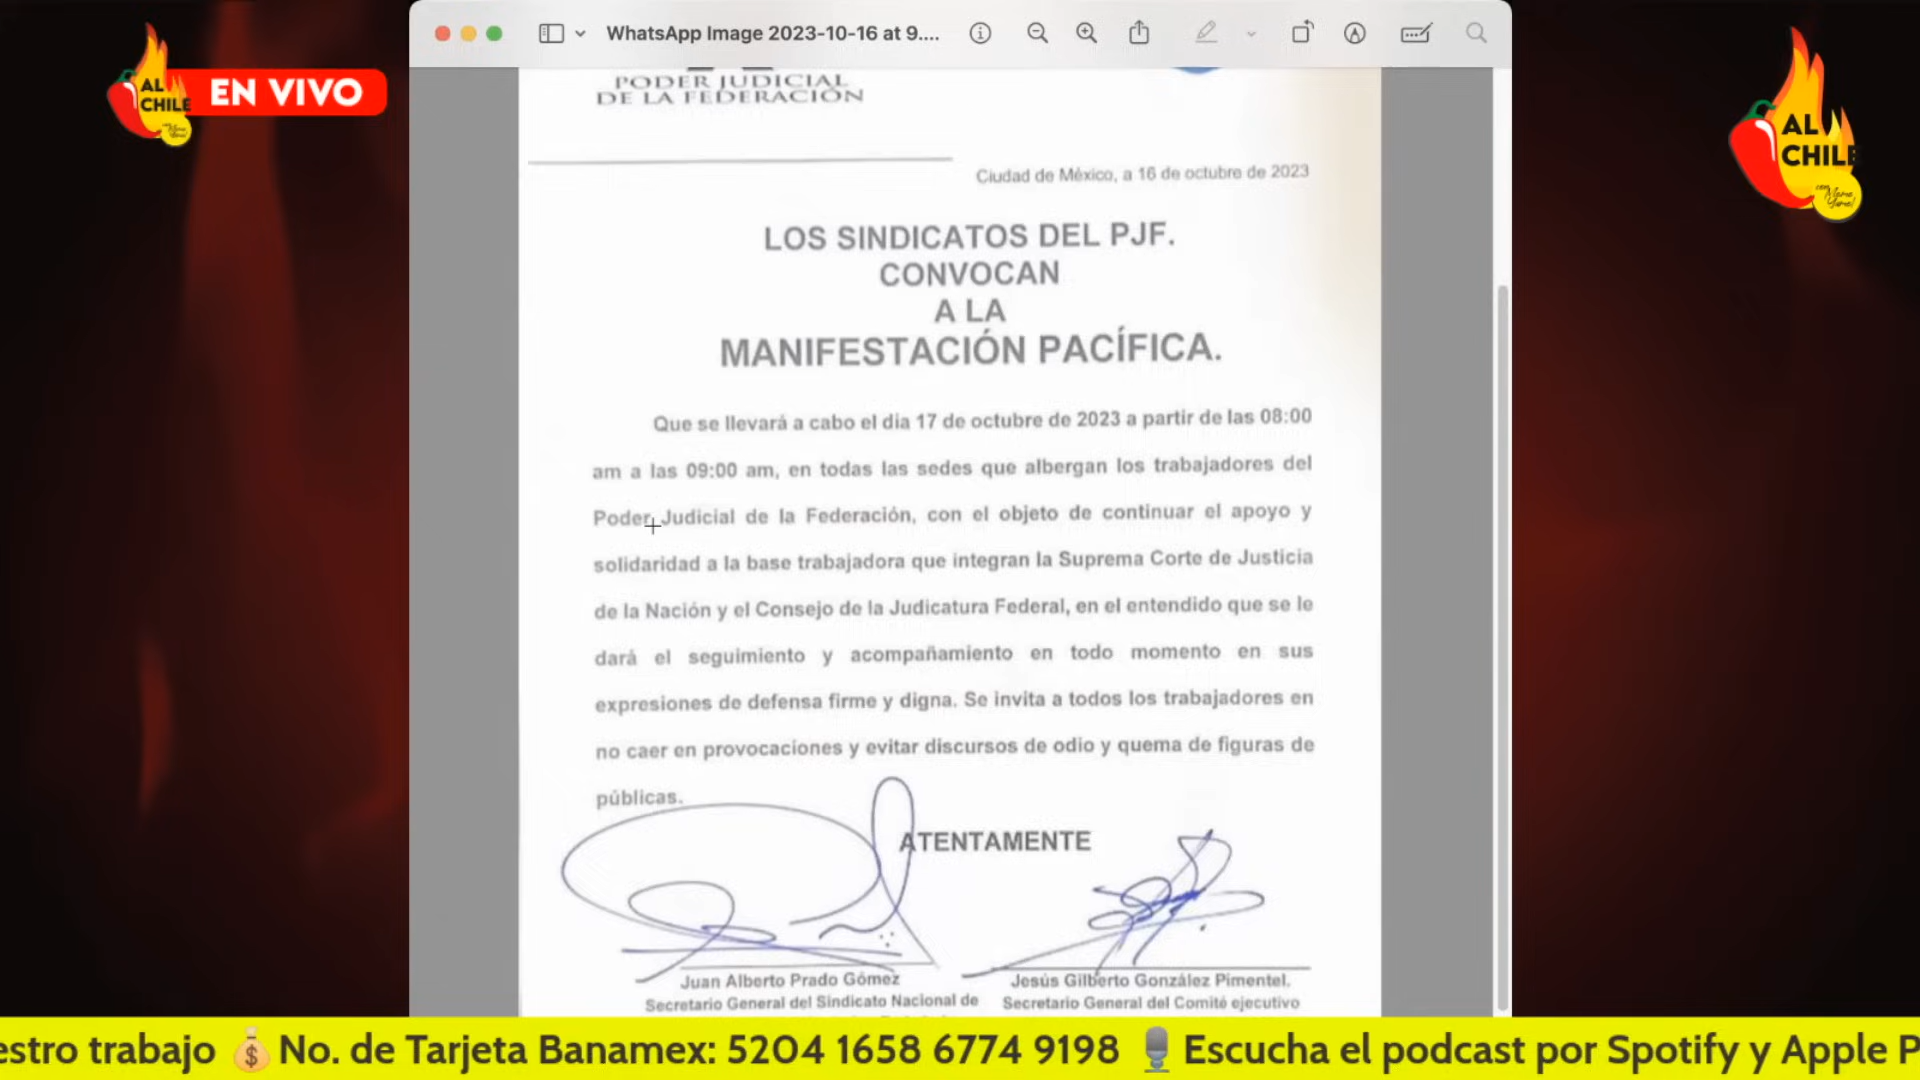 WhatsApp Image 2023-10-16 at 9....
AL CHILE
EN VIVO
AL
CHILE
PODER JUDICIAL
DE LA FEDERACIÓN
Ciudad de México, a 16 de octubre de 2023
LOS SINDICATOS DEL PJF.
CONVOCAN
A LA
MANIFESTACIÓN PACÍFICA.
Que se llevará a cabo el dia 17 de octubre de 2023 a partir de las 08:00
am a las 09:00 am, en todas las sedes que albergan los trabajadores del
Poder Judicial de la Federación, con el objeto de continuar el apoyo y
solidaridad a la base trabajadora que integran la Suprema Corte de Justicia
de la Nación y el Consejo de la Judicatura Federal, en el entendido que se le
dará el seguimiento y acompañamiento en todo momento en sus
expresiones de defensa firme y digna. Se invita a todos los trabajadores en
no caer en provocaciones y evitar discursos de odio y quema de figuras de
públicas.
ATENTAMENTE
Juan Alberto Prado Gómez
Secretario General del Sindicato Nacional de
Jesús Gilberto González Pimentel.
Secretario General del Comité ejecutivo
estro trabajo 💰 No. de Tarjeta Banamex: 5204 1658 6774 9198 🎙️ Escucha el podcast por Spotify y Apple P